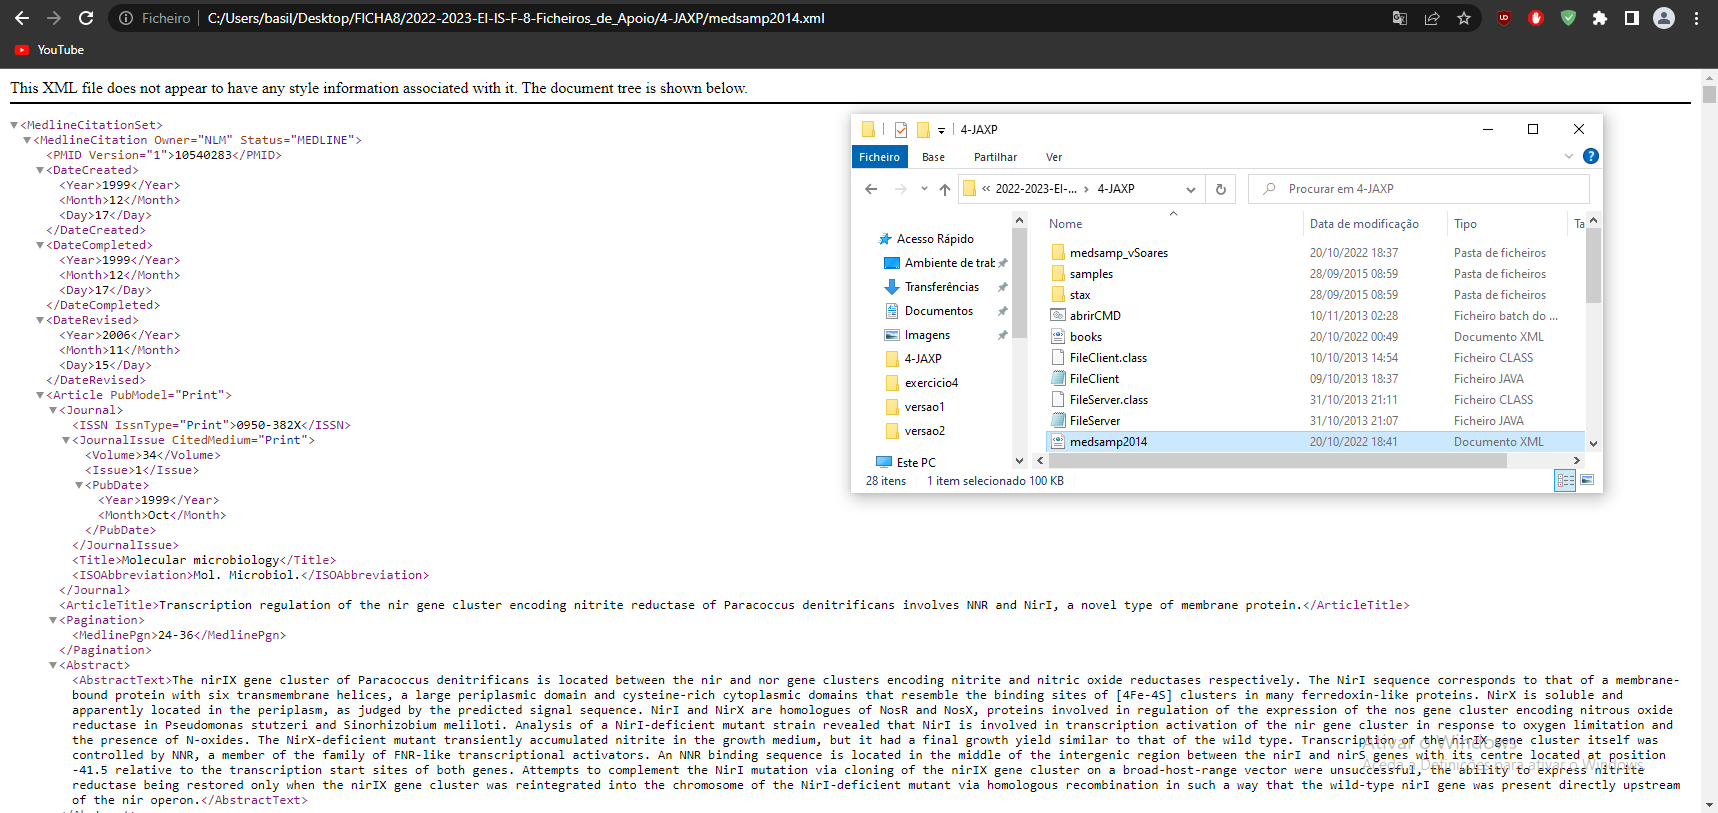 Ficheiro C:/Users/basil/Desktop/FICHA8/2022-2023-EI-IS-F-8-Ficheiros_de_Apoio/4-JAXP/medsamp2014.xml
YouTube
This XML file does not appear to have any style information associated with it. The document tree is shown below.
<MedlineCitationSet>
<MedlineCitation Owner="NLM" Status="MEDLINE">
<PMID Version="1">10540283</PMID>
<DateCreated>
<Year>1999</Year>
<Month>12</Month>
<Day>17</Day>
</DateCreated>
<DateCompleted>
<Year>1999</Year>
<Month>12</Month>
<Day>17</Day>
</DateCompleted>
<DateRevised>
<Year>2006</Year>
<Month>11</Month>
<Day>15</Day>
</DateRevised>
<Article PubModel="Print">
<Journal>
<ISSN IssnType="Print">0950-382X</ISSN>
<JournalIssue CitedMedium="Print">
<Volume>34</Volume>
<Issue>1</Issue>
<PubDate>
<Year>1999</Year>
<Month>Oct</Month>
</PubDate>
</JournalIssue>
<Title>Molecular microbiology</Title>
<ISOAbbreviation>Mol. Microbiol.</ISOAbbreviation>
</Journal>
<ArticleTitle>Transcription regulation of the nir gene cluster encoding nitrite reductase of Paracoccus denitrificans involves NNR and NirI, a novel type of membrane protein.</ArticleTitle>
<Pagination>
<MedlinePgn>24-36</MedlinePgn>
</Pagination>
<Abstract>
<AbstractText>The nirIX gene cluster of Paracoccus denitrificans is located between the nir and nor gene clusters encoding nitrite and nitric oxide reductases respectively. The NirI sequence corresponds to that of a membrane-
bound protein with six transmembrane helices, a large periplasmic domain and cysteine-rich cytoplasmic domains that resemble the binding sites of [4Fe-4S] clusters in many ferredoxin-like proteins. NirX is soluble and
apparently located in the periplasm, as judged by the predicted signal sequence. NirI and NirX are homologues of NosR and NosX, proteins involved in regulation of the expression of the nos gene cluster encoding nitrous oxide
reductase in Pseudomonas stutzeri and Sinorhizobium meliloti. Analysis of a NirI-deficient mutant strain revealed that NirI is involved in transcription activation of the nir gene cluster in response to oxygen limitation and
the presence of N-oxides. The NirX-deficient mutant transiently accumulated nitrite in the growth medium, but it had a final growth yield similar to that of the wild type. Transcription of the nirIX gene cluster itself was
controlled by NNR, a member of the family of FNR-like transcriptional activators. An NNR binding sequence is located in the middle of the intergenic region between the nirI and nirS genes with its centre located at position
-41.5 relative to the transcription start sites of both genes. Attempts to complement the NirI mutation via cloning of the nirIX gene cluster on a broad-host-range vector were unsuccessful, the ability to express nitrite
reductase being restored only when the nirIX gene cluster was reintegrated into the chromosome of the NirI-deficient mutant via homologous recombination in such a way that the wild-type nirI gene was present directly upstream
of the nir operon.</AbstractText>
4-JAXP
Ficheiro Base Partilhar Ver
« 2022-2023-EI-... › 4-JAXP
Procurar em 4-JAXP
Acesso Rápido
Ambiente de trab
Transferências
Documentos
Imagens
4-JAXP
exercicio4
versao1
versao2
Este PC
Nome Data de modificação Tipo Ta
medsamp_vSoares 20/10/2022 18:37 Pasta de ficheiros
samples 28/09/2015 08:59 Pasta de ficheiros
stax 28/09/2015 08:59 Pasta de ficheiros
abrirCMD 10/11/2013 02:28 Ficheiro batch do ...
books 20/10/2022 00:49 Documento XML
FileClient.class 10/10/2013 14:54 Ficheiro CLASS
FileClient 09/10/2013 18:37 Ficheiro JAVA
FileServer.class 31/10/2013 21:11 Ficheiro CLASS
FileServer 31/10/2013 21:07 Ficheiro JAVA
medsamp2014 20/10/2022 18:41 Documento XML
28 itens 1 item selecionado 100 KB
Ativar o Windows
Aceda a Definições para ativar o Windows.